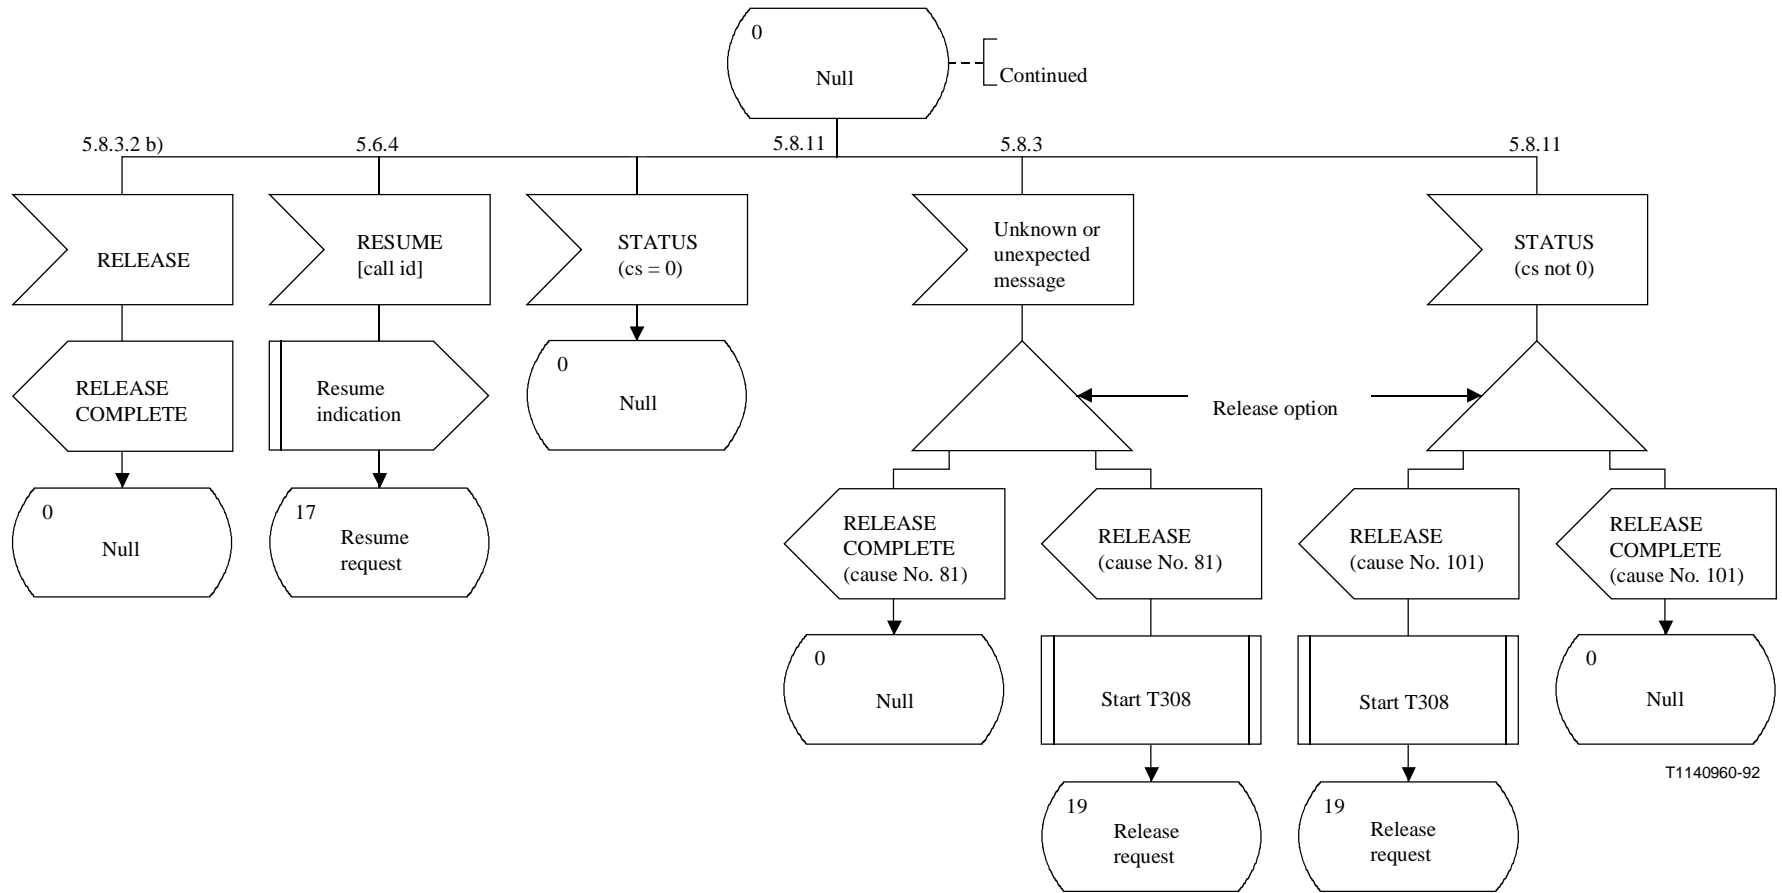 0
Null
Continued
5.8.3.2 b)
5.6.4
5.8.11
5.8.3
5.8.11
RELEASE
RESUME
[call id]
STATUS
(cs = 0)
Unknown or
unexpected
message
STATUS
(cs not 0)
RELEASE
COMPLETE
Resume
indication
0
Null
Release option
0
Null
17
Resume
request
RELEASE
COMPLETE
(cause No. 81)
RELEASE
(cause No. 81)
RELEASE
(cause No. 101)
RELEASE
COMPLETE
(cause No. 101)
0
Null
Start T308
Start T308
0
Null
T1140960-92
19
Release
request
19
Release
request